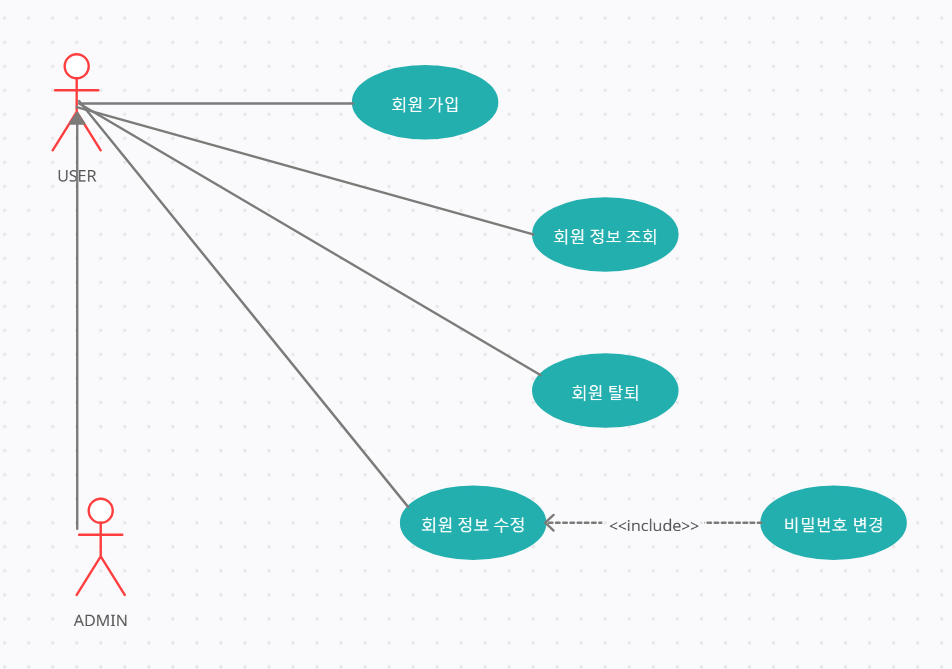 회원 가입
USER
회원 정보 조회
회원 탈퇴
회원 정보 수정
<<include>>
비밀번호 변경
ADMIN